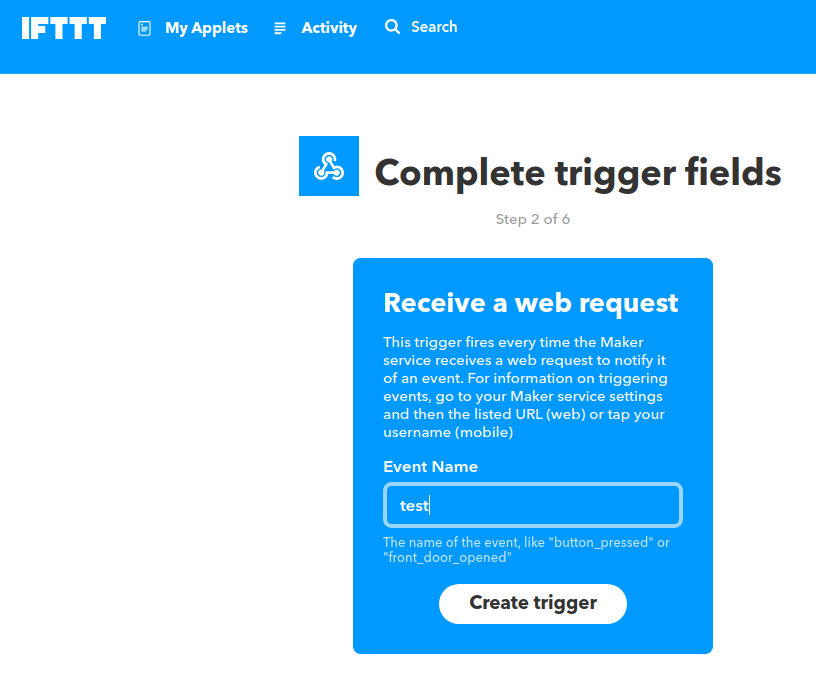 IFTTT My Applets Activity Search
Complete trigger fields
Step 2 of 6
Receive a web request
This trigger fires every time the Maker
service receives a web request to notify it
of an event. For information on triggering
events, go to your Maker service settings
and then the listed URL (web) or tap your
username (mobile)
Event Name
test
The name of the event, like "button_pressed" or
"front_door_opened"
Create trigger